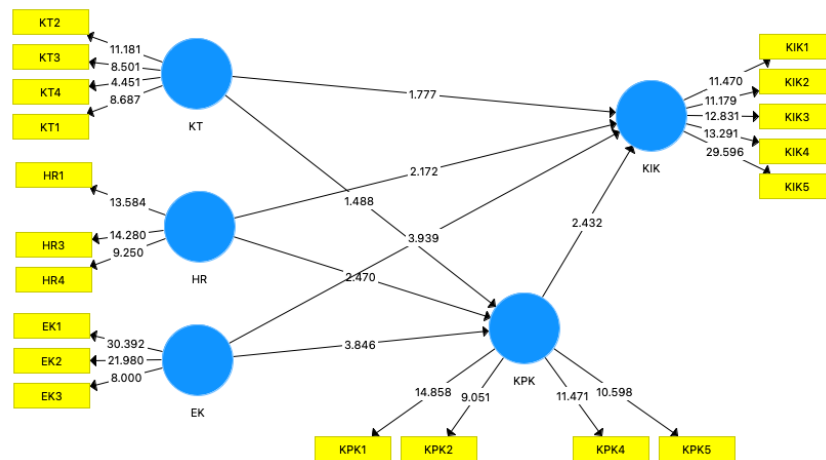 KT2
KT3
KT4
KT1
11.181
8.501
4.451
8.687
KT
HR1
HR3
HR4
13.584
14.280
9.250
HR
EK1
EK2
EK3
30.392
21.980
8.000
EK
1.777
2.172
1.488
3.939
2.470
3.846
2.432
KIK
11.470
11.179
12.831
13.291
29.596
KIK1
KIK2
KIK3
KIK4
KIK5
KPK
14.858
9.051
11.471
10.598
KPK1
KPK2
KPK4
KPK5